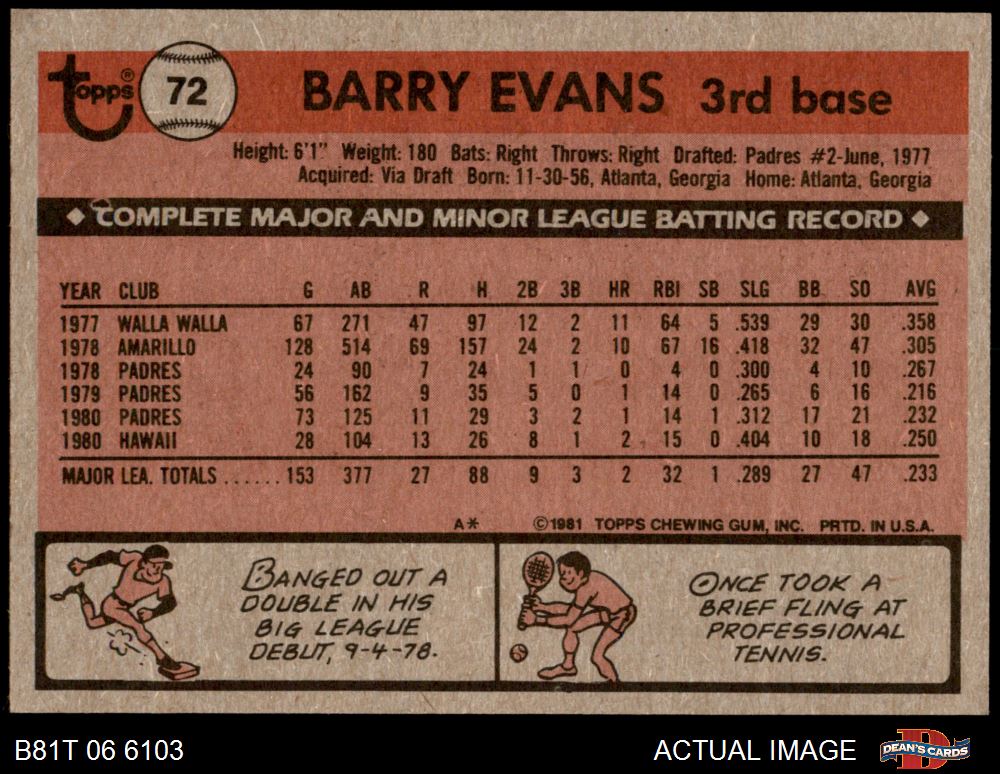 topps® 72 BARRY EVANS 3rd base
Height: 6'1" Weight: 180 Bats: Right Throws: Right Drafted: Padres #2-June, 1977
Acquired: Via Draft Born: 11-30-56, Atlanta, Georgia Home: Atlanta, Georgia
◆ COMPLETE MAJOR AND MINOR LEAGUE BATTING RECORD ◆
YEAR CLUB G AB R H 2B 3B HR RBI SB SLG BB SO AVG
1977 WALLA WALLA 67 271 47 97 12 2 11 64 5 .539 29 30 .358
1978 AMARILLO 128 514 69 157 24 2 10 67 16 .418 32 47 .305
1978 PADRES 24 90 7 24 1 1 0 4 0 .300 4 10 .267
1979 PADRES 56 162 9 35 5 0 1 14 0 .265 6 16 .216
1980 PADRES 73 125 11 29 3 2 1 14 1 .312 17 21 .232
1980 HAWAII 28 104 13 26 8 1 2 15 0 .404 10 18 .250
MAJOR LEA. TOTALS ...... 153 377 27 88 9 3 2 32 1 .289 27 47 .233
A* ©1981 TOPPS CHEWING GUM, INC. PRTD. IN U.S.A.
BANGED OUT A
DOUBLE IN HIS
BIG LEAGUE
DEBUT, 9-4-78.
ONCE TOOK A
BRIEF FLING AT
PROFESSIONAL
TENNIS.
B81T 06 6103 ACTUAL IMAGE DEAN'S CARDS